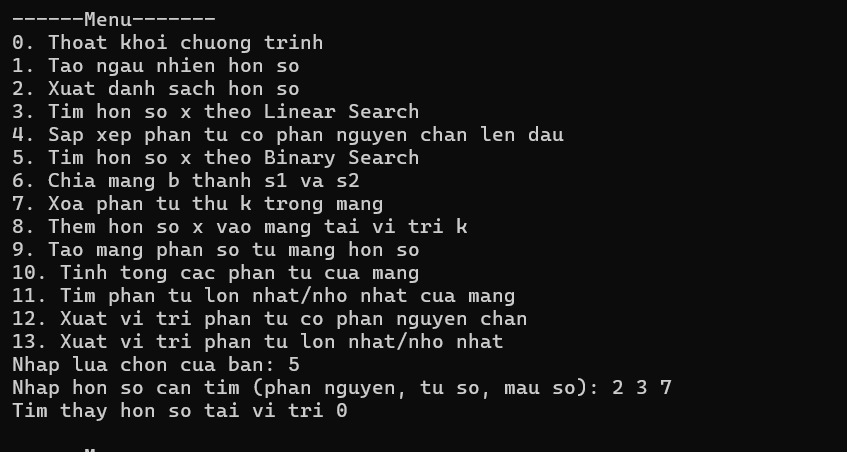 ------Menu-------
0. Thoat khoi chuong trinh
1. Tao ngau nhien hon so
2. Xuat danh sach hon so
3. Tim hon so x theo Linear Search
4. Sap xep phan tu co phan nguyen chan len dau
5. Tim hon so x theo Binary Search
6. Chia mang b thanh s1 va s2
7. Xoa phan tu thu k trong mang
8. Them hon so x vao mang tai vi tri k
9. Tao mang phan so tu mang hon so
10. Tinh tong cac phan tu cua mang
11. Tim phan tu lon nhat/nho nhat cua mang
12. Xuat vi tri phan tu co phan nguyen chan
13. Xuat vi tri phan tu lon nhat/nho nhat
Nhap lua chon cua ban: 5
Nhap hon so can tim (phan nguyen, tu so, mau so): 2 3 7
Tim thay hon so tai vi tri 0